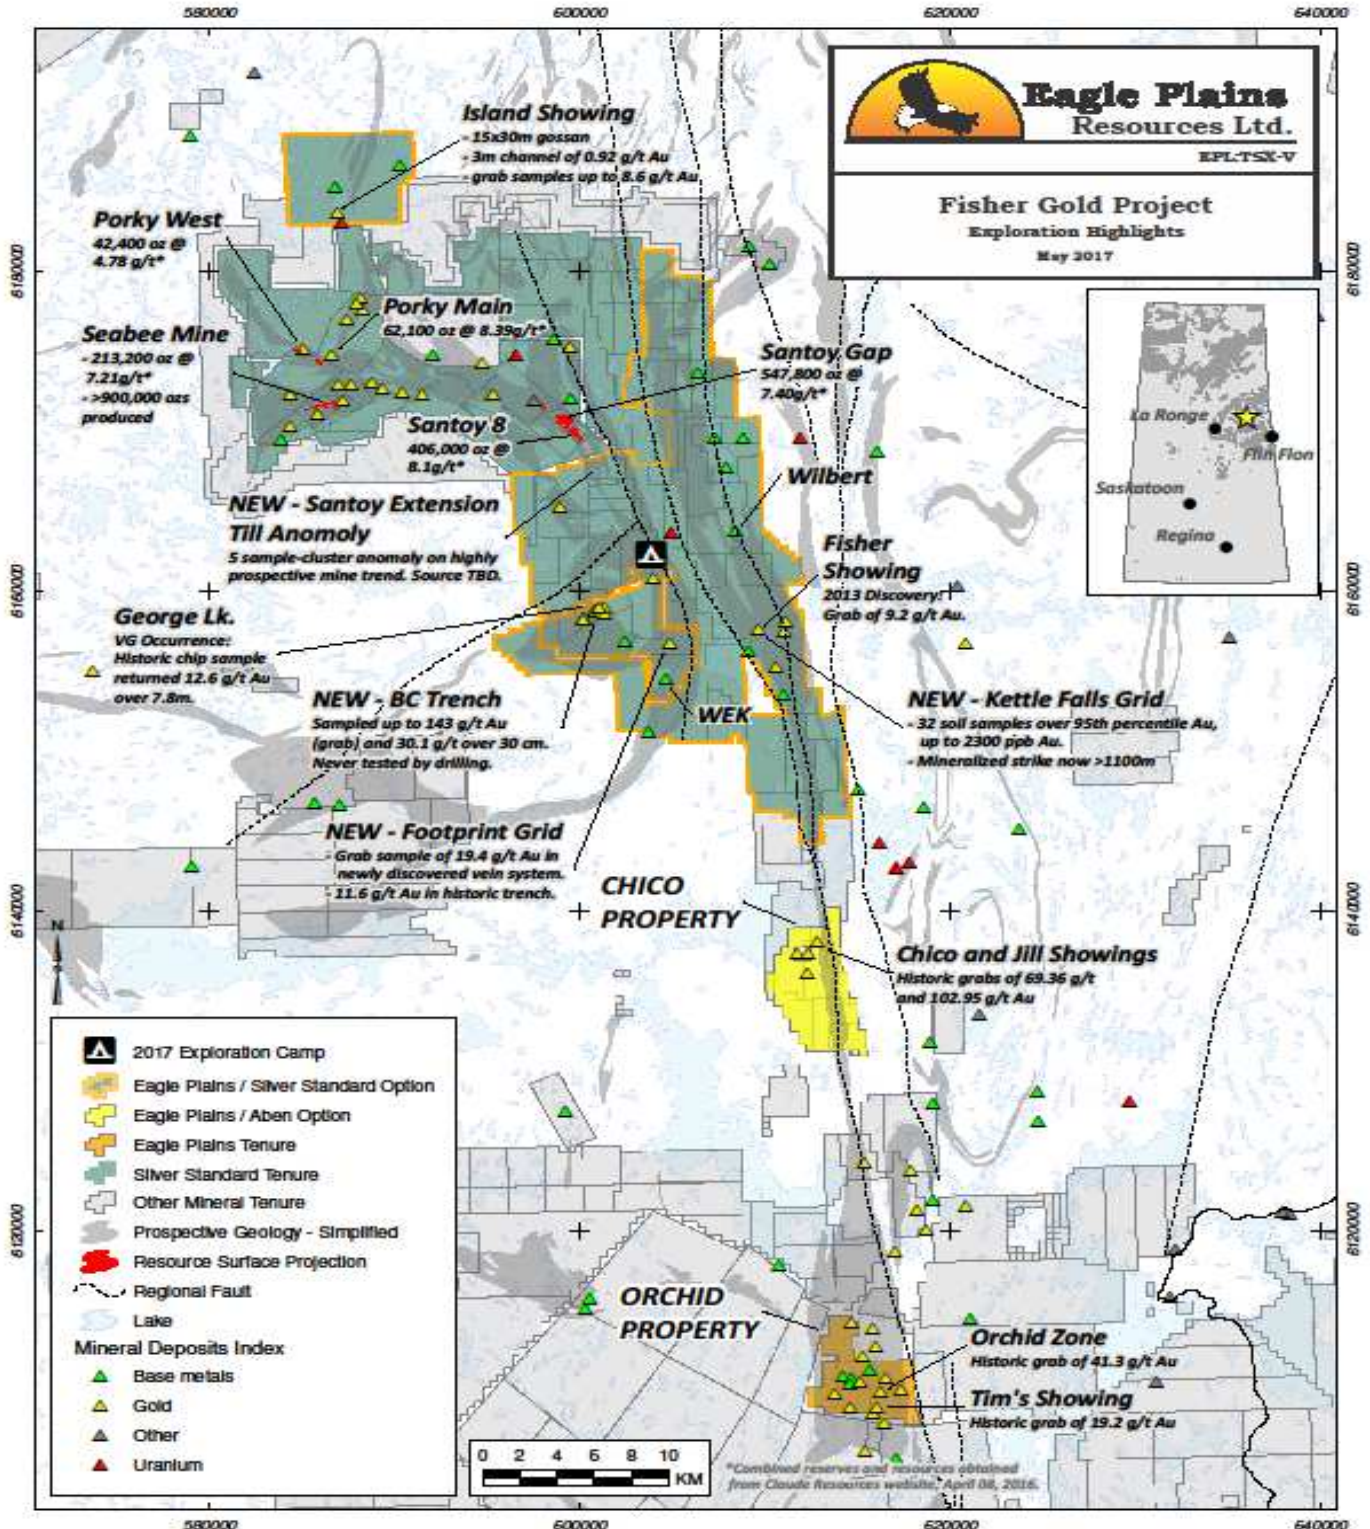 580000 600000 620000 640000
Eagle Plains
Resources Ltd.
EPL:TSX-V
Fisher Gold Project
Exploration Highlights
May 2017
Island Showing
- 15x30m gossan
- 3m channel of 0.92 g/t Au
- grab samples up to 8.6 g/t Au
Porky West
42,400 oz @
4.78 g/t*
6180000
6180000
Porky Main
62,100 oz @ 8.39g/t*
Seabee Mine
- 213,200 oz @
7.21g/t*
- >900,000 ozs
produced
Santoy Gap
547,800 oz @
7.40g/t*
Santoy 8
406,000 oz @
8.1g/t*
La Ronge
Flin Flon
Saskatoon
Regina
Wilbert
NEW - Santoy Extension
Till Anomoly
5 sample-cluster anomaly on highly
prospective mine trend. Source TBD.
Fisher
Showing
2013 Discovery:
Grab of 9.2 g/t Au.
6160000
6160000
George Lk.
VG Occurrence:
Historic chip sample
returned 12.6 g/t Au
over 7.8m.
NEW - BC Trench
Sampled up to 143 g/t Au
(grab) and 30.1 g/t over 30 cm.
Never tested by drilling.
WEK
NEW - Kettle Falls Grid
- 32 soil samples over 95th percentile Au,
up to 2300 ppb Au.
- Mineralized strike now >1100m
NEW - Footprint Grid
- Grab sample of 19.4 g/t Au in
newly discovered vein system.
- 11.6 g/t Au in historic trench.
CHICO
PROPERTY
6140000
6140000
N
Chico and Jill Showings
Historic grabs of 69.36 g/t
and 102.95 g/t Au
2017 Exploration Camp
Eagle Plains / Silver Standard Option
Eagle Plains / Aben Option
Eagle Plains Tenure
Silver Standard Tenure
Other Mineral Tenure
Prospective Geology - Simplified
Resource Surface Projection
Regional Fault
Lake
Mineral Deposits Index
Base metals
Gold
Other
Uranium
6120000
6120000
ORCHID
PROPERTY
Orchid Zone
Historic grab of 41.3 g/t Au
Tim's Showing
Historic grab of 19.2 g/t Au
0 2 4 6 8 10
KM
*Combined reserves and resources obtained
from Claude Resources website, April 08, 2016.
580000 600000 620000 640000